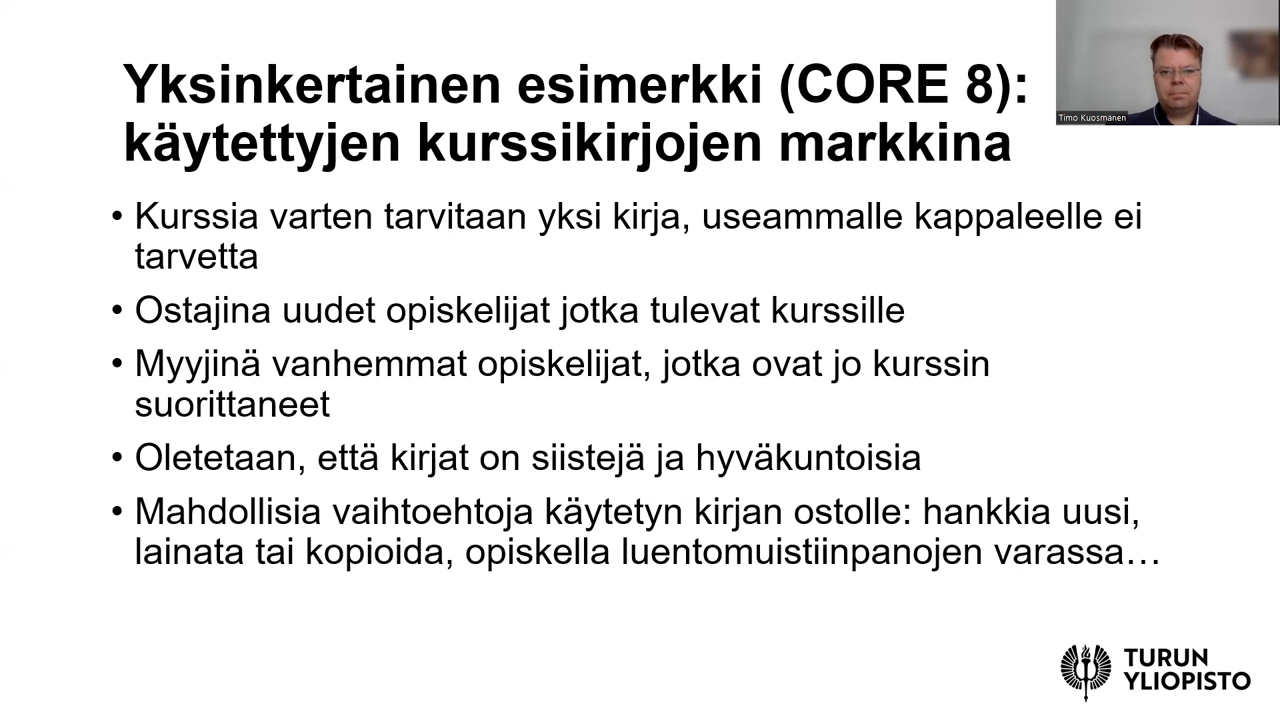 Yksinkertainen esimerkki (CORE 8):
käytettyjen kurssikirjojen markkina
Timo Kuosmanen
• Kurssia varten tarvitaan yksi kirja, useammalle kappaleelle ei
tarvetta
• Ostajina uudet opiskelijat jotka tulevat kurssille
• Myyjinä vanhemmat opiskelijat, jotka ovat jo kurssin
suorittaneet
• Oletetaan, että kirjat on siistejä ja hyväkuntoisia
• Mahdollisia vaihtoehtoja käytetyn kirjan ostolle: hankkia uusi,
lainata tai kopioida, opiskella luentomuistiinpanojen varassa…
TURUN
YLIOPISTO